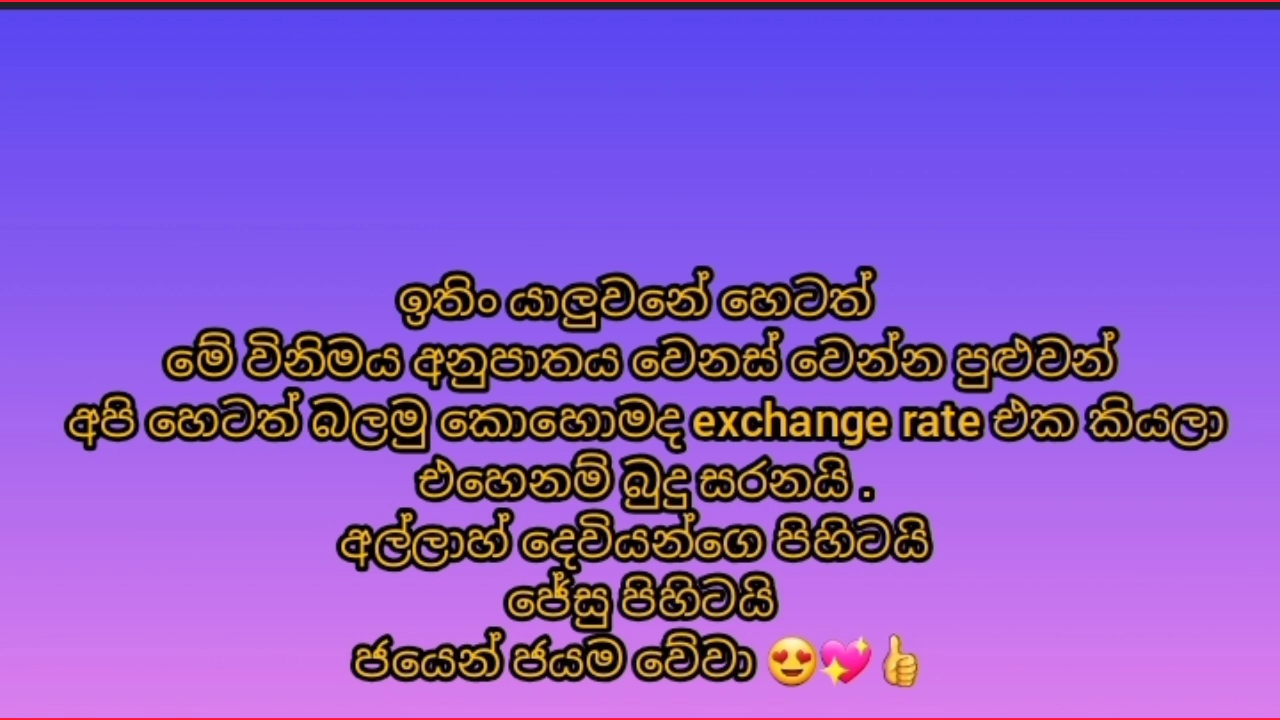 ඉතිං යාලුවනේ හෙටත්
මේ විනිමය අනුපාතය වෙනස් වෙන්න පුළුවන්
අපි හෙටත් බලමු කොහොමද exchange rate එක කියලා
එහෙනම් බුදු සරනයි .
අල්ලාහ් දෙවියන්ගෙ පිහිටයි
ජේසු පිහිටයි
ජයෙන් ජයම වේවා 😍💖👍